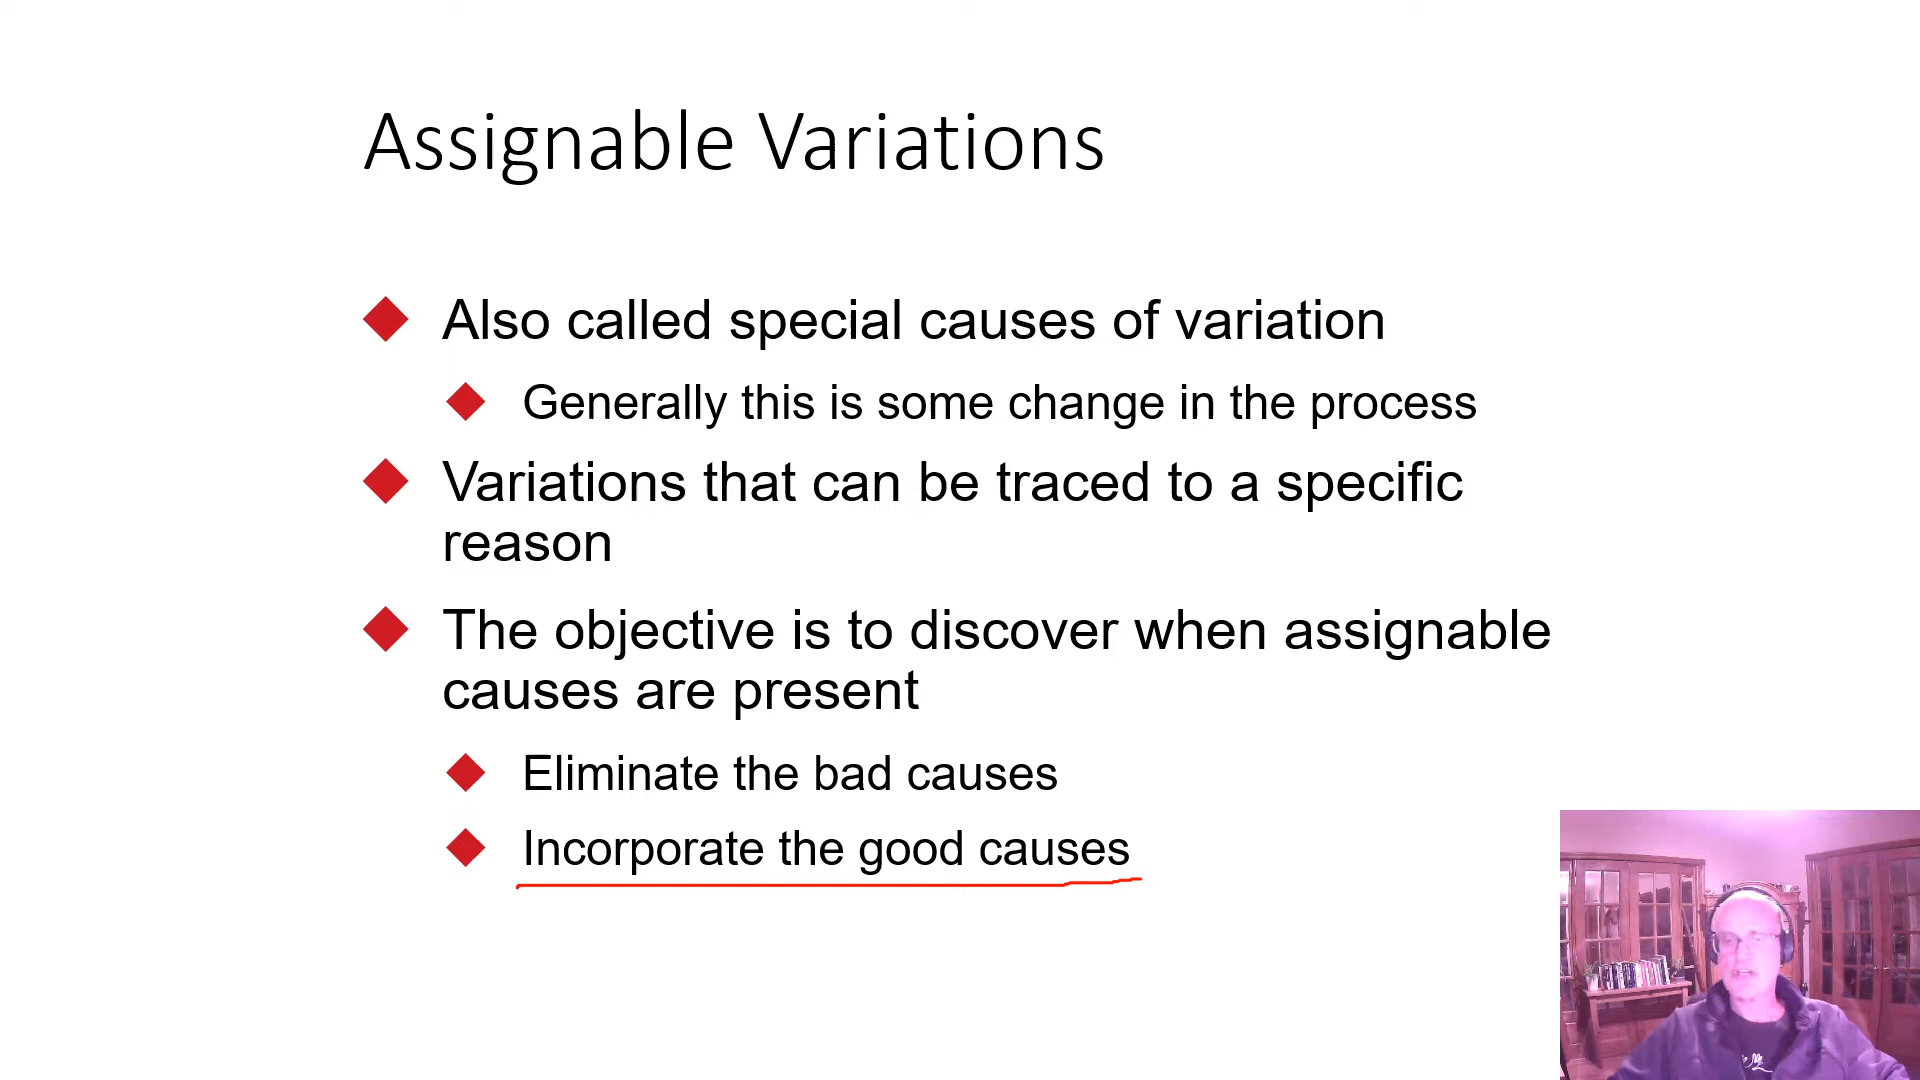 Assignable Variations
Also called special causes of variation
Generally this is some change in the process
Variations that can be traced to a specific
reason
The objective is to discover when assignable
causes are present
Eliminate the bad causes
Incorporate the good causes